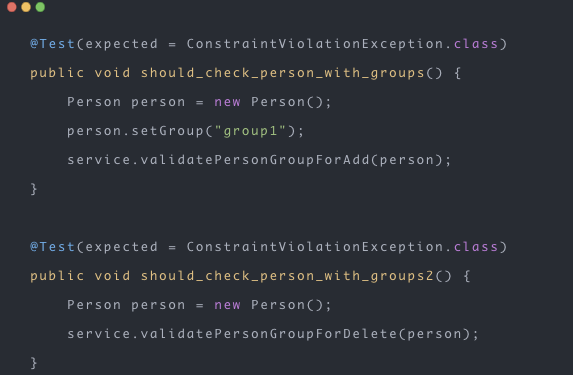 @Test(expected = ConstraintViolationException.class)
public void should_check_person_with_groups() {
    Person person = new Person();
    person.setGroup("group1");
    service.validatePersonGroupForAdd(person);
}

@Test(expected = ConstraintViolationException.class)
public void should_check_person_with_groups2() {
    Person person = new Person();
    service.validatePersonGroupForDelete(person);
}